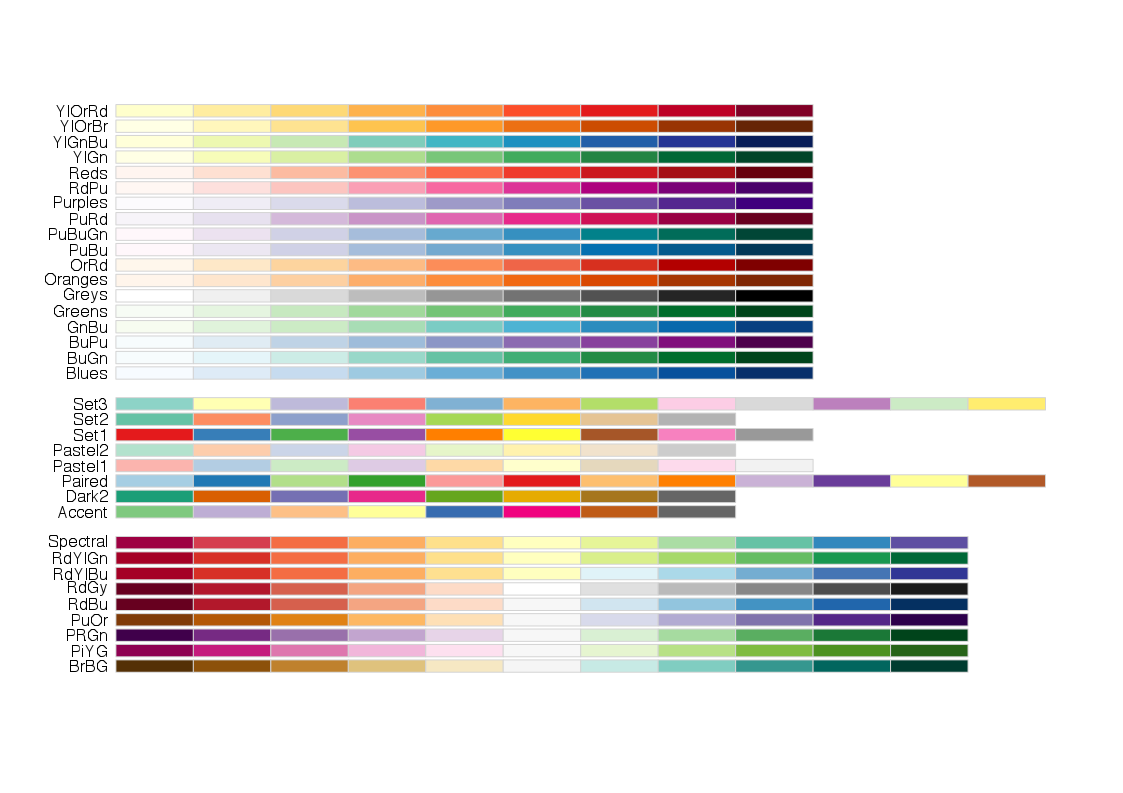 YlOrRd
YlOrBr
YlGnBu
YlGn
Reds
RdPu
Purples
PuRd
PuBuGn
PuBu
OrRd
Oranges
Greys
Greens
GnBu
BuPu
BuGn
Blues
Set3
Set2
Set1
Pastel2
Pastel1
Paired
Dark2
Accent
Spectral
RdYlGn
RdYlBu
RdGy
RdBu
PuOr
PRGn
PiYG
BrBG